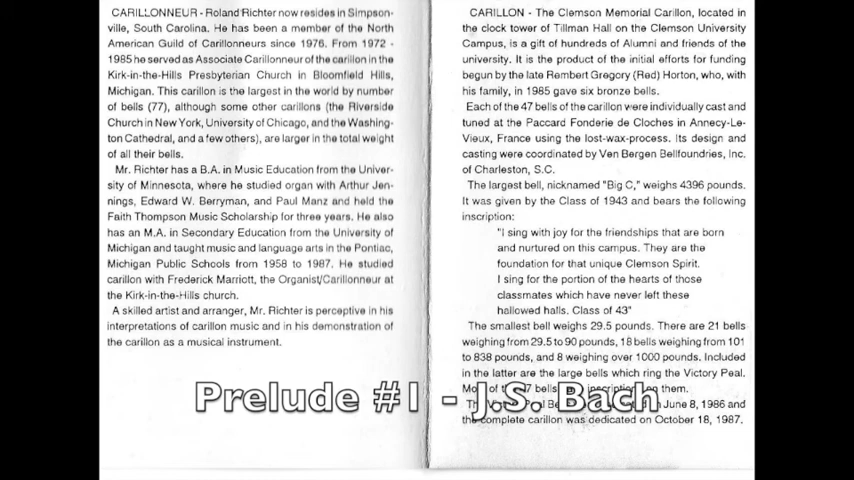 CARILLONNEUR - Roland Richter now resides in Simpson-
ville, South Carolina. He has been a member of the North
American Guild of Carillonneurs since 1976. From 1972 -
1985 he served as Associate Carillonneur of the carillon in the
Kirk-in-the-Hills Presbyterian Church in Bloomfield Hills,
Michigan. This carillon is the largest in the world by number
of bells (77), although some other carillons (the Riverside
Church in New York, University of Chicago, and the Washing-
ton Cathedral, and a few others), are larger in the total weight
of all their bells.
Mr. Richter has a B.A. in Music Education from the Univer-
sity of Minnesota, where he studied organ with Arthur Jen-
nings, Edward W. Berryman, and Paul Manz and held the
Faith Thompson Music Scholarship for three years. He also
has an M.A. in Secondary Education from the University of
Michigan and taught music and language arts in the Pontiac,
Michigan Public Schools from 1958 to 1987. He studied
carillon with Frederick Marriott, the Organist/Carillonneur at
the Kirk-in-the-Hills church.
A skilled artist and arranger, Mr. Richter is perceptive in his
interpretations of carillon music and in his demonstration of
the carillon as a musical instrument.
CARILLON - The Clemson Memorial Carillon, located in
the clock tower of Tillman Hall on the Clemson University
Campus, is a gift of hundreds of Alumni and friends of the
university. It is the product of the initial efforts for funding
begun by the late Rembert Gregory (Red) Horton, who, with
his family, in 1985 gave six bronze bells.
Each of the 47 bells of the carillon were individually cast and
tuned at the Paccard Fonderie de Cloches in Annecy-Le-
Vieux, France using the lost-wax-process. Its design and
casting were coordinated by Ven Bergen Bellfoundries, Inc.
of Charleston, S.C.
The largest bell, nicknamed "Big C," weighs 4396 pounds.
It was given by the Class of 1943 and bears the following
inscription:
"I sing with joy for the friendships that are born
and nurtured on this campus. They are the
foundation for that unique Clemson Spirit.
I sing for the portion of the hearts of those
classmates which have never left these
hallowed halls. Class of 43"
The smallest bell weighs 29.5 pounds. There are 21 bells
weighing from 29.5 to 90 pounds, 18 bells weighing from 101
to 838 pounds, and 8 weighing over 1000 pounds. Included
in the latter are the large bells which ring the Victory Peal.
bells them.
June 8, 1986 and
the complete carillon was dedicated on October 18, 1987.
Prelude #1 - J.S. Bach